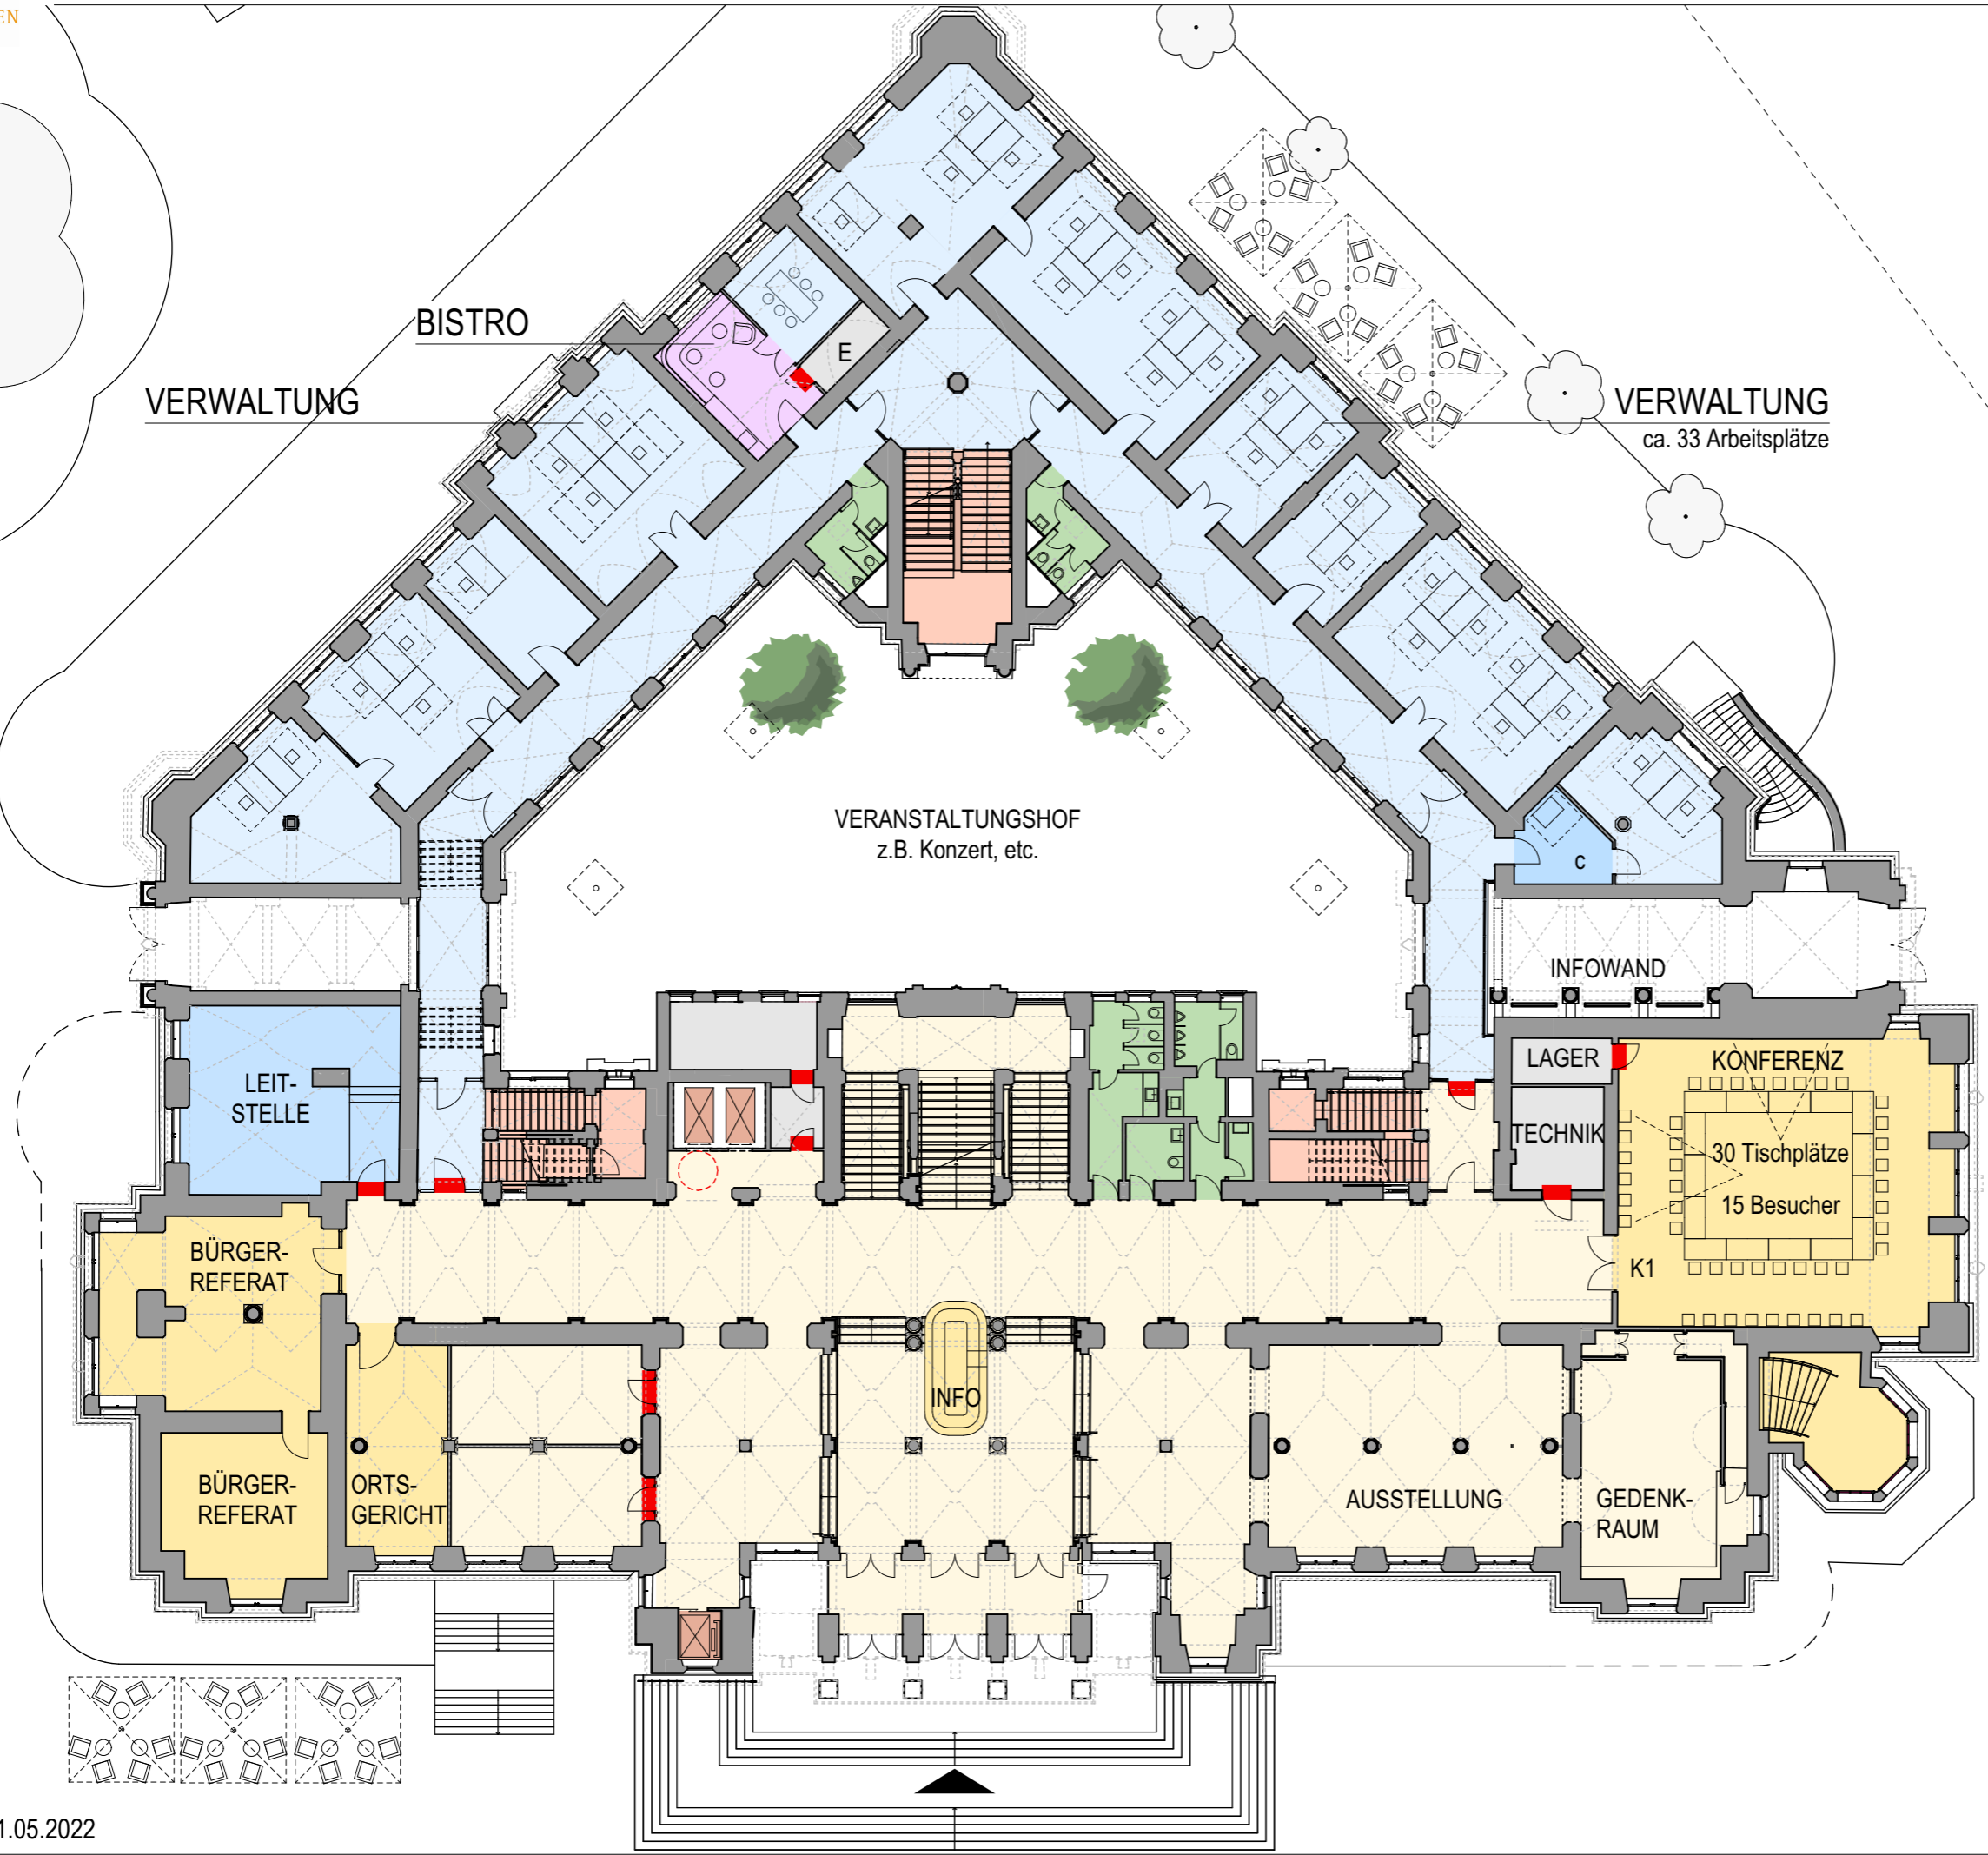 EN
BISTRO
VERWALTUNG
E
VERWALTUNG
ca. 33 Arbeitsplätze
VERANSTALTUNGSHOF
z.B. Konzert, etc.
C
INFOWAND
LEIT-
STELLE
LAGER
TECHNIK
KONFERENZ
30 Tischplätze
15 Besucher
K1
BÜRGER-
REFERAT
BÜRGER-
REFERAT
ORTS-
GERICHT
INFO
AUSSTELLUNG
GEDENK-
RAUM
1.05.2022